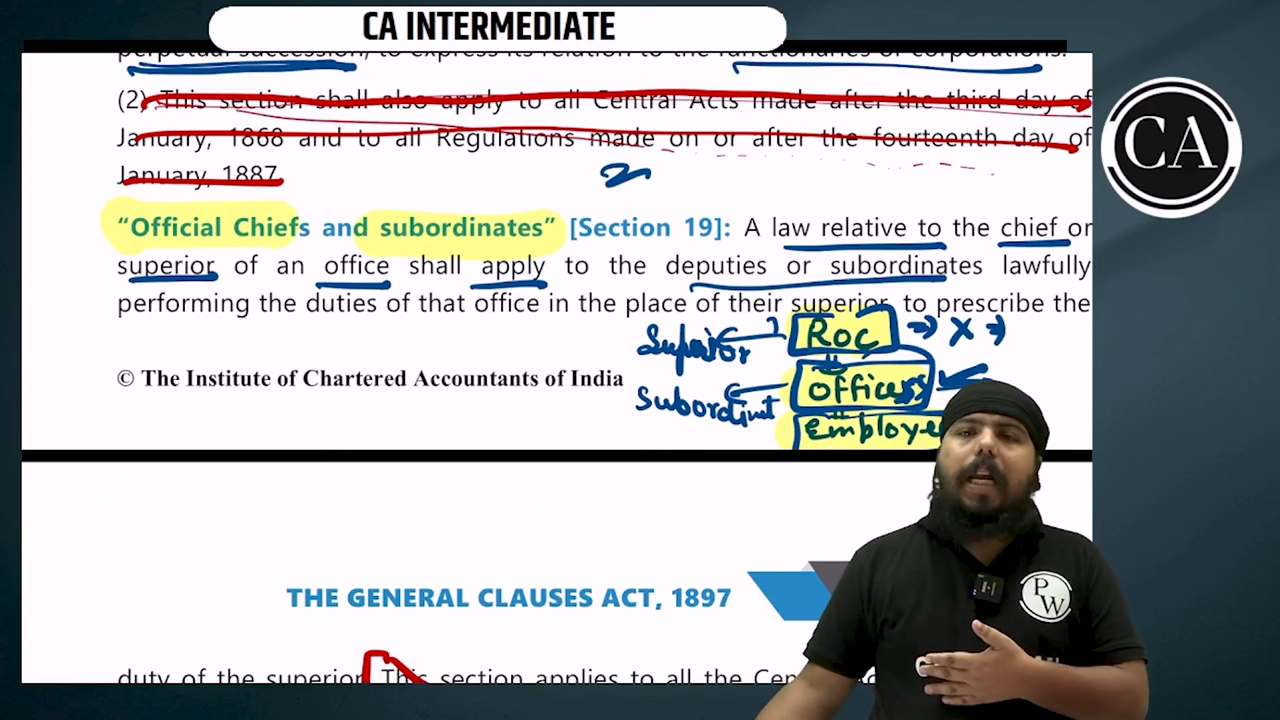 CA INTERMEDIATE
perpetual succession, to express its relation to the functionaries of corporations.
(2) This section shall also apply to all Central Acts made after the third day of
January, 1868 and to all Regulations made on or after the fourteenth day of
January, 1887
CA
2
“Official Chiefs and subordinates” [Section 19]: A law relative to the chief or
superior of an office shall apply to the deputies or subordinates lawfully
performing the duties of that office in the place of their superior, to prescribe the
Superior Roc ⇒ X ⇒
© The Institute of Chartered Accountants of India
Subordinat officers
employe
THE GENERAL CLAUSES ACT, 1897
P
W
duty of the superior. This section applies to all the Cen